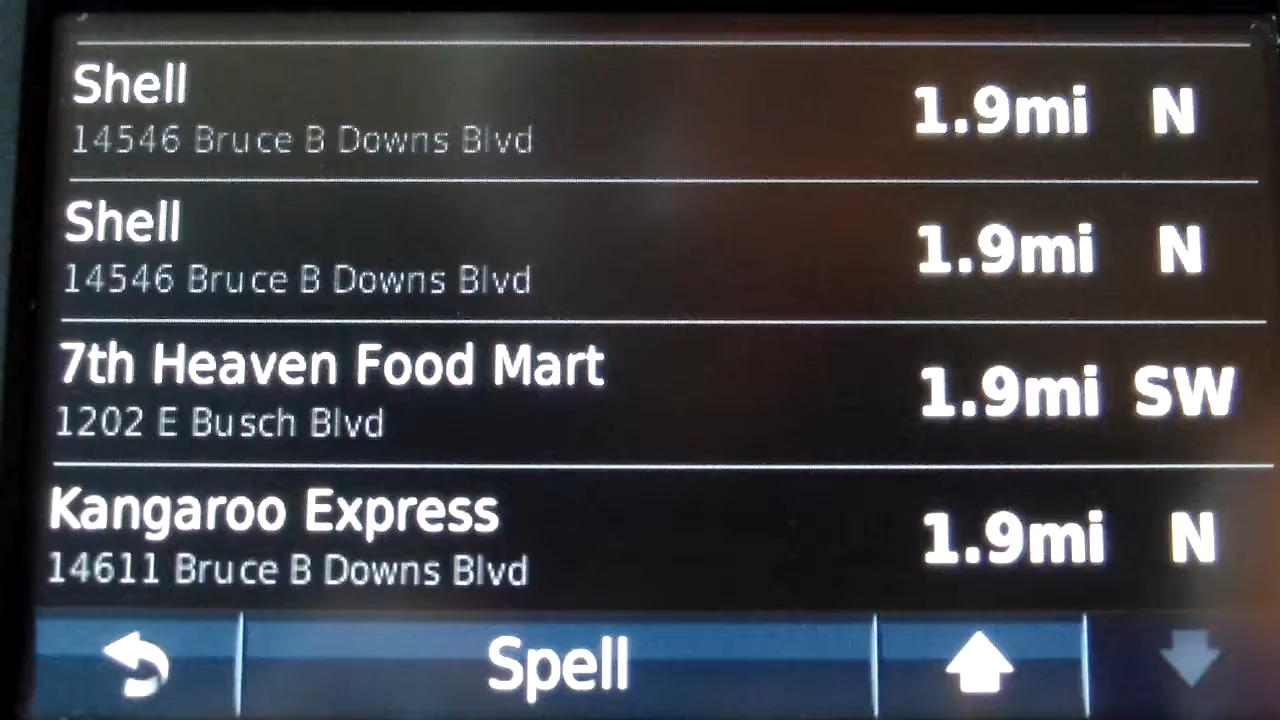 Shell
1.9mi N
14546 Bruce B Downs Blvd
Shell
1.9mi N
14546 Bruce B Downs Blvd
7th Heaven Food Mart
1.9mi SW
1202 E Busch Blvd
Kangaroo Express
1.9mi N
14611 Bruce B Downs Blvd
Spell